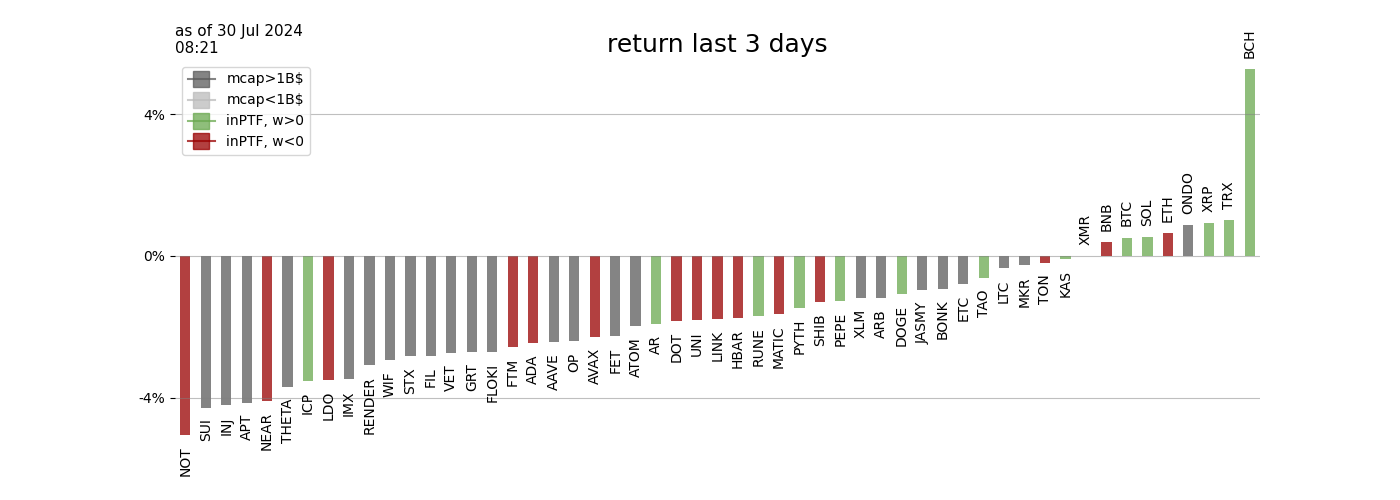 as of 30 Jul 2024
08:21
return last 3 days
mcap>1B$
mcap<1B$
inPTF, w>0
inPTF, w<0
4%
0%
-4%
NOT
SUI
INJ
APT
NEAR
THETA
ICP
LDO
IMX
RENDER
WIF
STX
FIL
VET
GRT
FLOKI
FTM
ADA
AAVE
OP
AVAX
FET
ATOM
AR
DOT
UNI
LINK
HBAR
RUNE
MATIC
PYTH
SHIB
PEPE
XLM
ARB
DOGE
JASMY
BONK
ETC
TAO
LTC
MKR
TON
KAS
XMR
BNB
BTC
SOL
ETH
ONDO
XRP
TRX
BCH